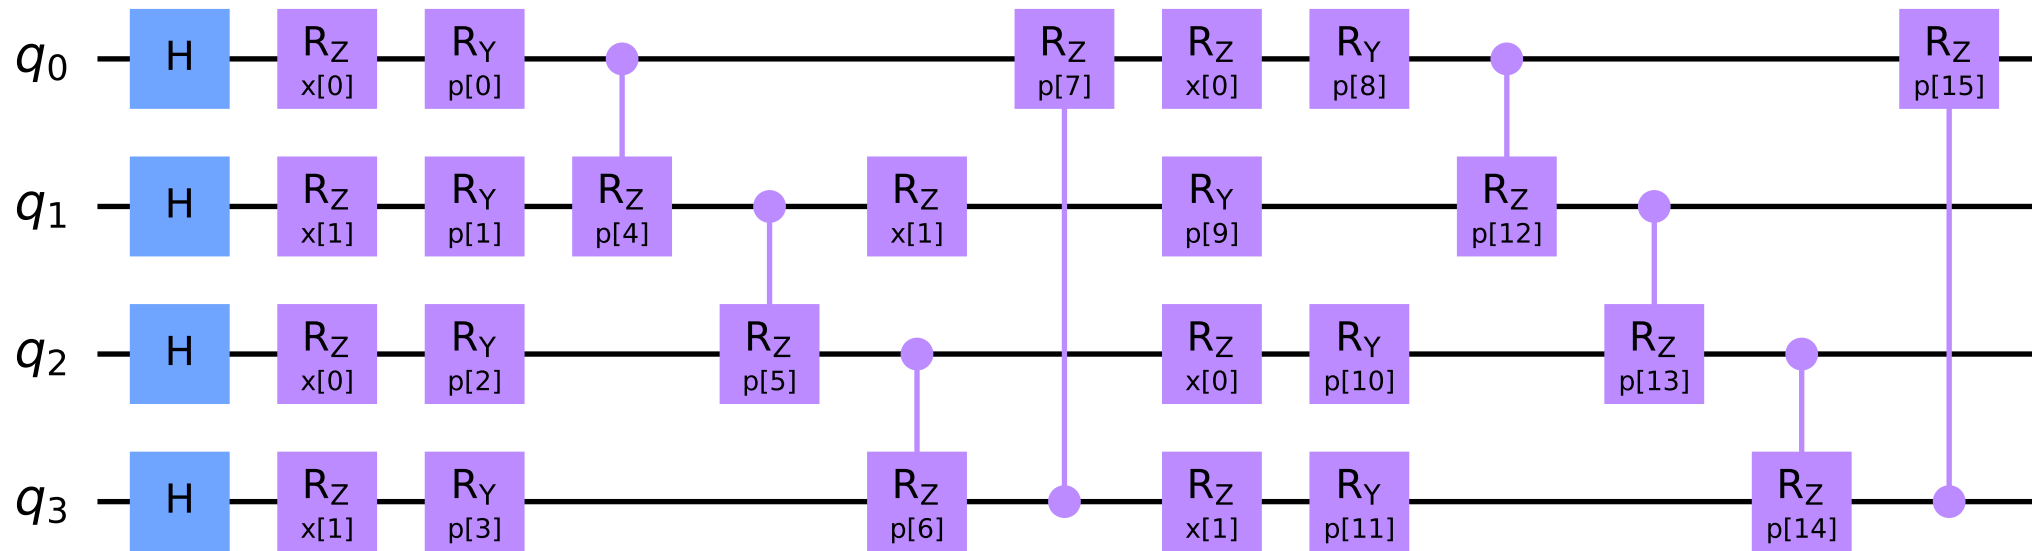 q0 H RZ RY RZ RZ RY RZ
x[0] p[0] p[7] x[0] p[8] p[15]
q1 H RZ RY RZ RZ RY RZ
x[1] p[1] p[4] x[1] p[9] p[12]
q2 H RZ RY RZ RZ RY RZ
x[0] p[2] p[5] x[0] p[10] p[13]
q3 H RZ RY RZ RZ RY RZ
x[1] p[3] p[6] x[1] p[11] p[14]